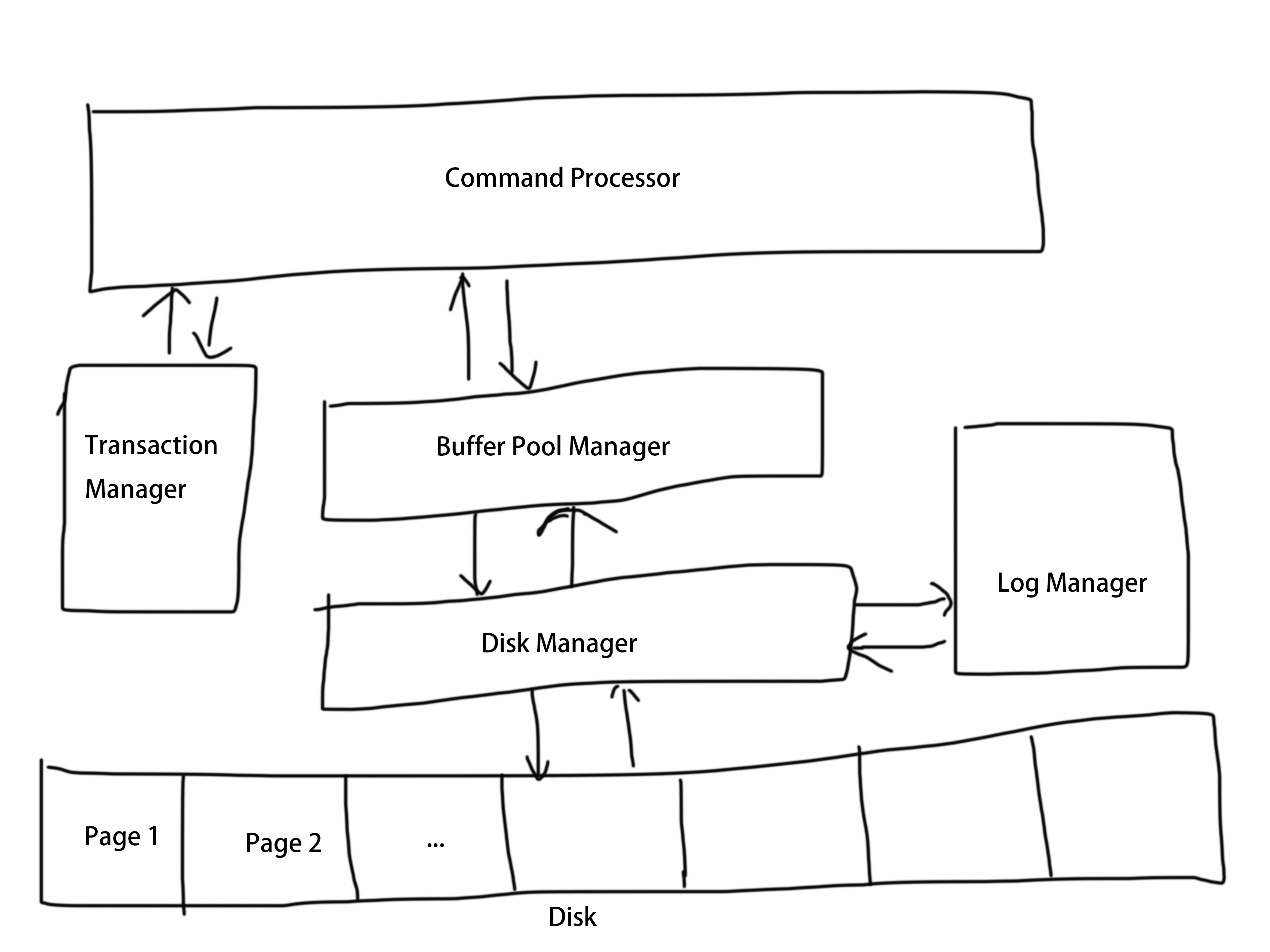 Command Processor
Transaction
Manager
Buffer Pool Manager
Log Manager
Disk Manager
Page 1
Page 2
...
Disk